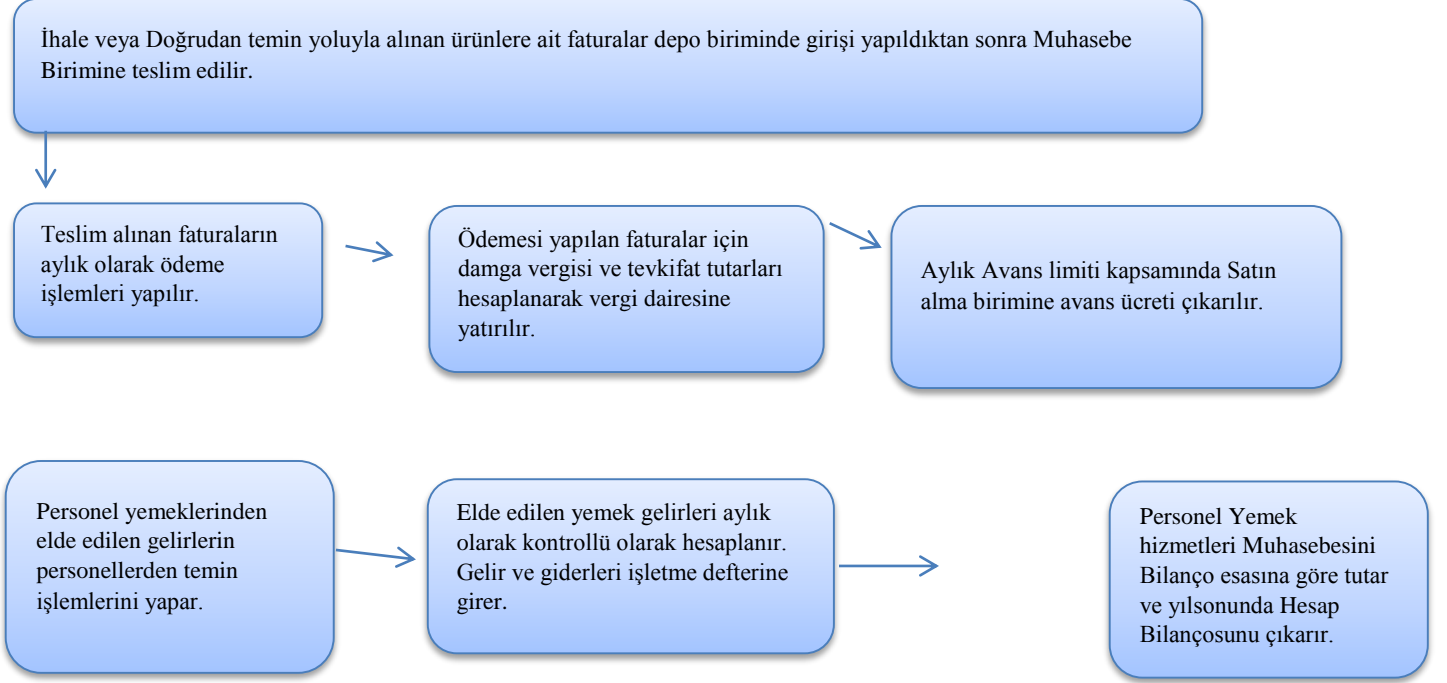 İhale veya Doğrudan temin yoluyla alınan ürünlere ait faturalar depo biriminde girişi yapıldıktan sonra Muhasebe
Birimine teslim edilir.
Teslim alınan faturaların
aylık olarak ödeme
işlemleri yapılır.
Ödemesi yapılan faturalar için
damga vergisi ve tevkifat tutarları
hesaplanarak vergi dairesine
yatırılır.
Aylık Avans limiti kapsamında Satın
alma birimine avans ücreti çıkarılır.
Personel yemeklerinden
elde edilen gelirlerin
personellerden temin
işlemlerini yapar.
Elde edilen yemek gelirleri aylık
olarak kontrollü olarak hesaplanır.
Gelir ve giderleri işletme defterine
girer.
Personel Yemek
hizmetleri Muhasebesini
Bilanço esasına göre tutar
ve yılsonunda Hesap
Bilançosunu çıkarır.